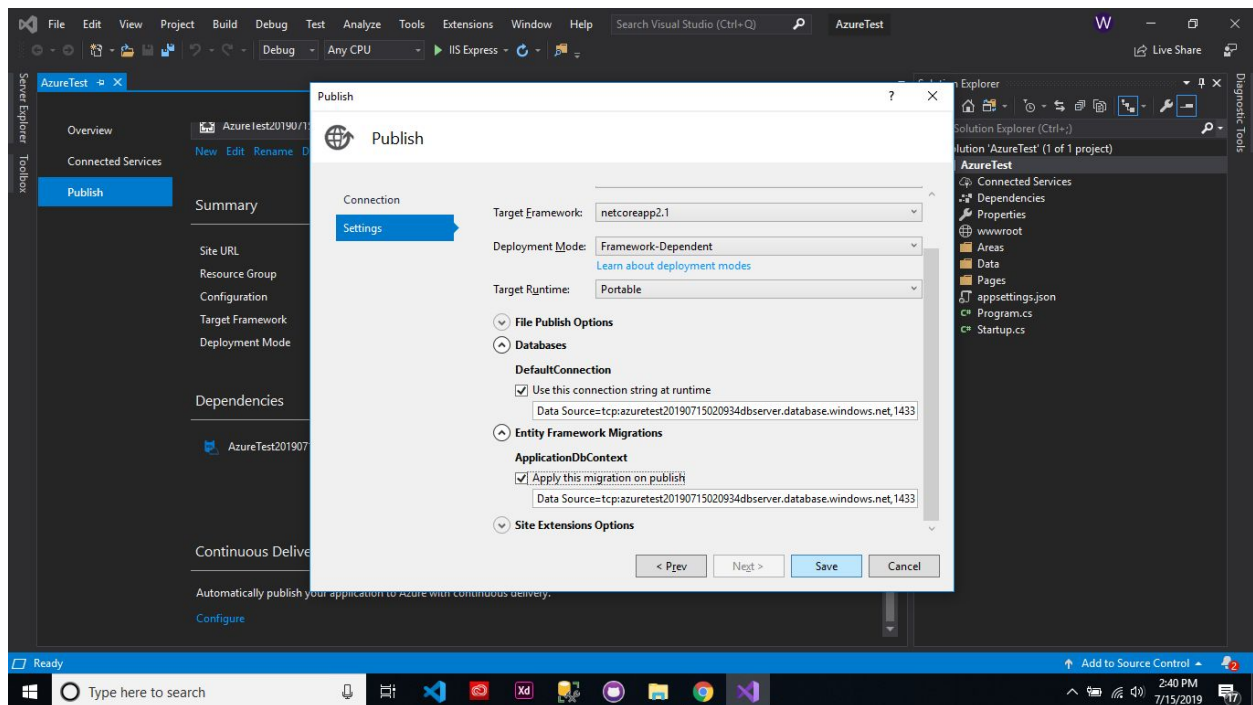 File Edit View Project Build Debug Test Analyze Tools Extensions Window Help Search Visual Studio (Ctrl+Q) AzureTest W
Debug Any CPU IIS Express Live Share
Server Explorer
Toolbox
AzureTest
Overview
Connected Services
Publish
AzureTest2019071
New Edit Rename D
Summary
Site URL
Resource Group
Configuration
Target Framework
Deployment Mode
Dependencies
AzureTest201907
Continuous Delive
Automatically publish your application to Azure with continuous delivery.
Configure
Publish ?
Publish
Connection
Settings
Target Framework: netcoreapp2.1
Deployment Mode: Framework-Dependent
Learn about deployment modes
Target Runtime: Portable
File Publish Options
Databases
DefaultConnection
Use this connection string at runtime
Data Source=tcp:azuretest20190715020934dbserver.database.windows.net,1433
Entity Framework Migrations
ApplicationDbContext
Apply this migration on publish
Data Source=tcp:azuretest20190715020934dbserver.database.windows.net,1433
Site Extensions Options
< Prev Next > Save Cancel
Explorer
Solution Explorer (Ctrl+;)
lution 'AzureTest' (1 of 1 project)
AzureTest
Connected Services
Dependencies
Properties
wwwroot
Areas
Data
Pages
appsettings.json
C# Program.cs
C# Startup.cs
Diagnostic Tools
Ready Add to Source Control 2
Type here to search Xd 2:40 PM
7/15/2019 17